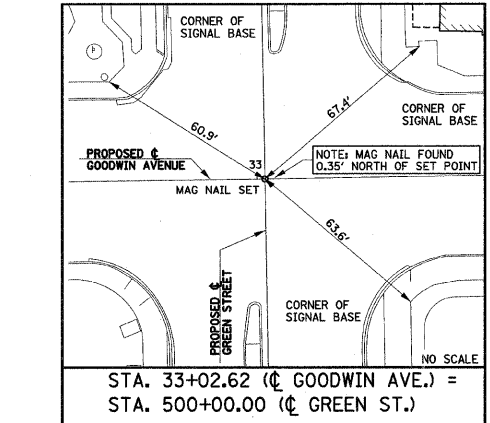 CORNER OF
SIGNAL BASE
P
67.4'
CORNER OF
SIGNAL BASE
60.9'
PROPOSED ℄
GOODWIN AVENUE
33
NOTE: MAG NAIL FOUND
0.35' NORTH OF SET POINT
MAG NAIL SET
63.6'
PROPOSED ℄
GREEN STREET
CORNER OF
SIGNAL BASE
NO SCALE
STA. 33+02.62 (℄ GOODWIN AVE.) =
STA. 500+00.00 (℄ GREEN ST.)